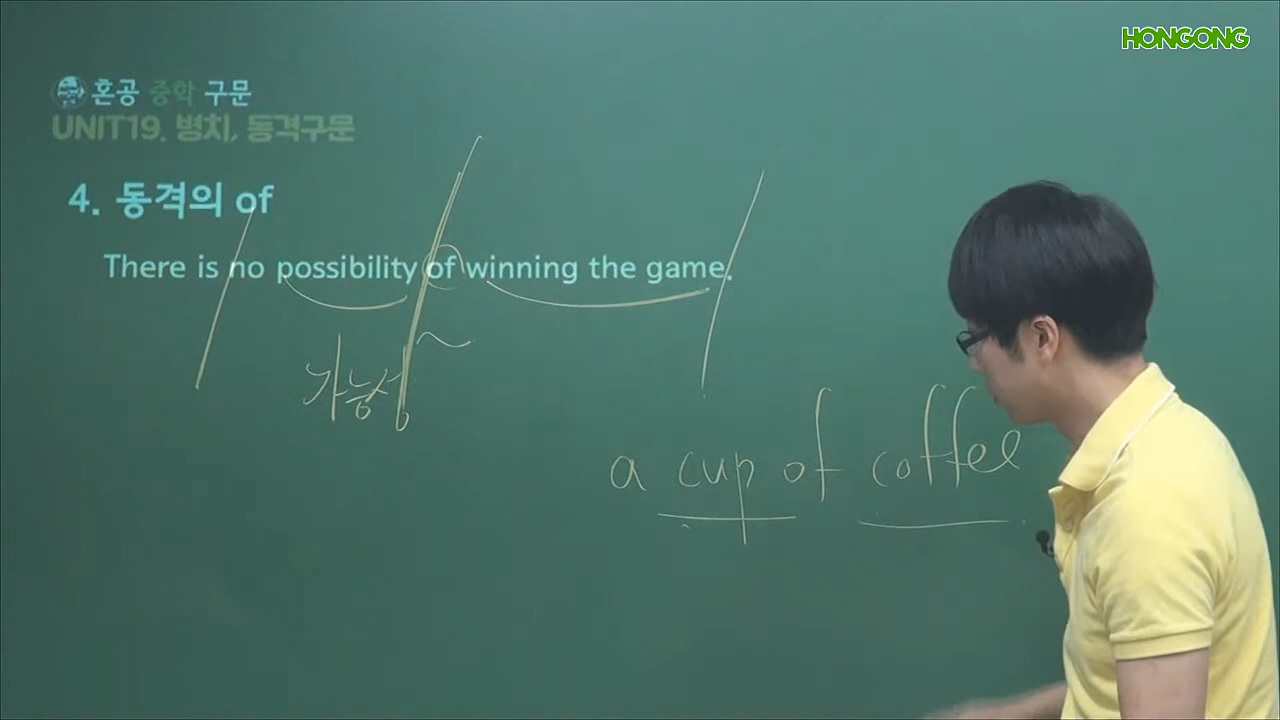 HONGONG
혼공 중학 구문
UNIT19. 병치, 동격구문
4. 동격의 of
There is no possibility of winning the game.
가능성
a cup of coffee